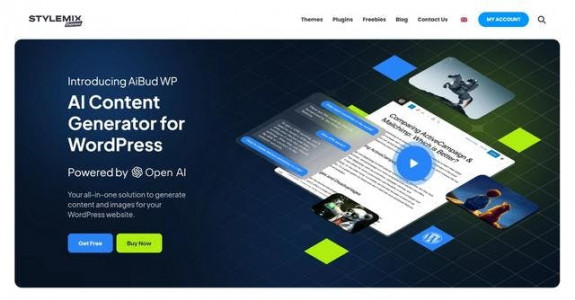 STYLEMIX
Themes Plugins Freebies Blog Contact Us MY ACCOUNT
Introducing AiBud WP
AI Content
Generator for
WordPress
Powered by Open AI
Your all-in-one solution to generate
content and images for your
WordPress website.
Get Free Buy Now
Comparing ActiveCampaign &
Mailchimp: Which is Better?